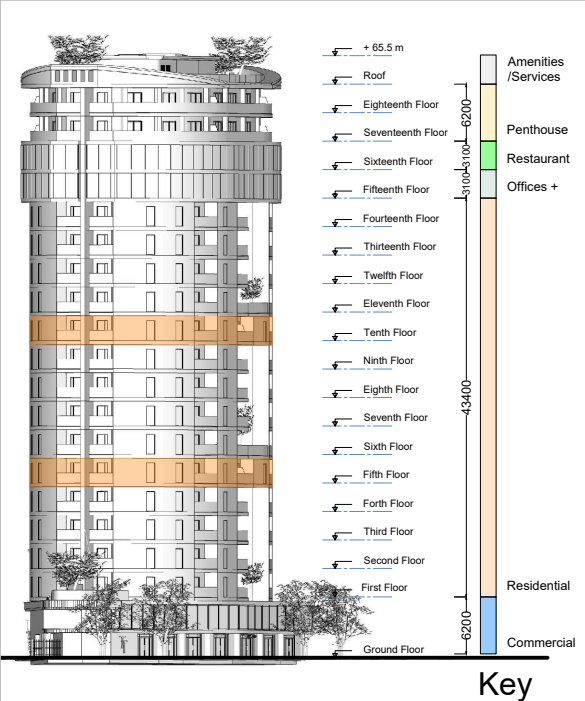 + 65.5 m
Roof
Eighteenth Floor
Seventeenth Floor
Sixteenth Floor
Fifteenth Floor
Fourteenth Floor
Thirteenth Floor
Twelfth Floor
Eleventh Floor
Tenth Floor
Ninth Floor
Eighth Floor
Seventh Floor
Sixth Floor
Fifth Floor
Forth Floor
Third Floor
Second Floor
First Floor
Ground Floor
6200
3100
3100
43400
6200
Amenities
/Services
Penthouse
Restaurant
Offices +
Residential
Commercial
Key